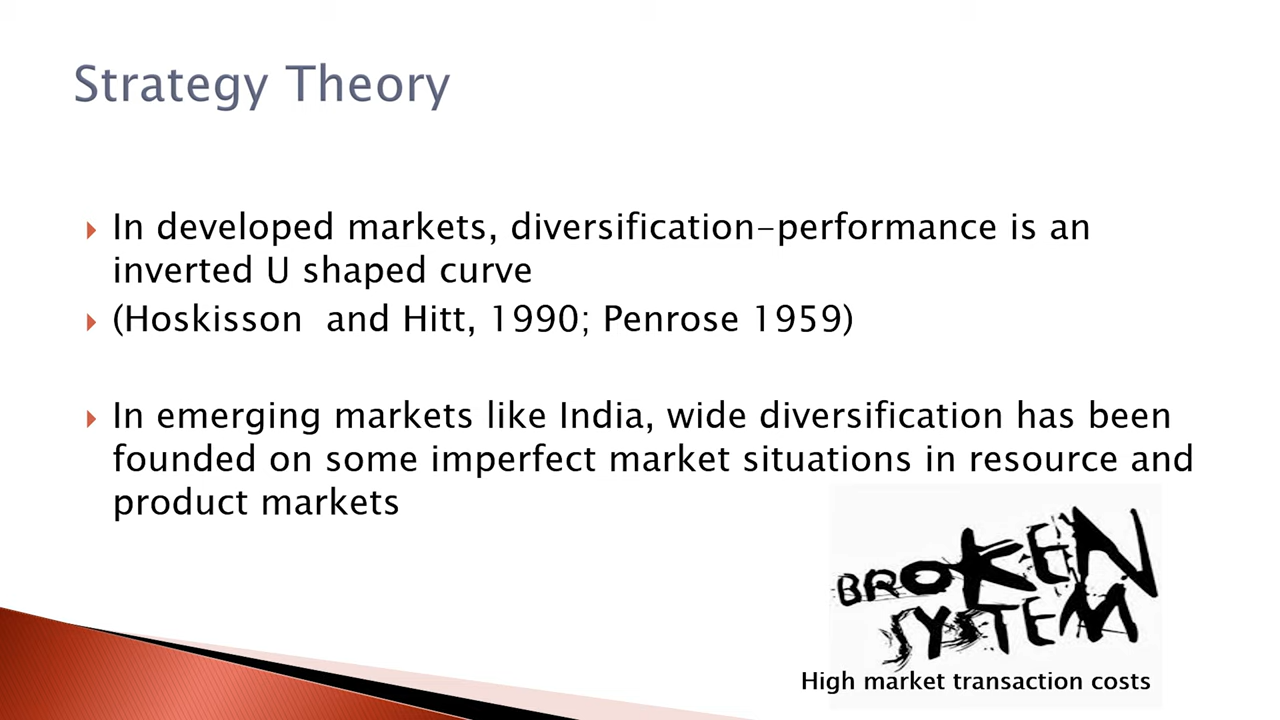 Strategy Theory
In developed markets, diversification-performance is an
inverted U shaped curve
(Hoskisson and Hitt, 1990; Penrose 1959)
In emerging markets like India, wide diversification has been
founded on some imperfect market situations in resource and
product markets
BROKEN
SYSTEM
High market transaction costs